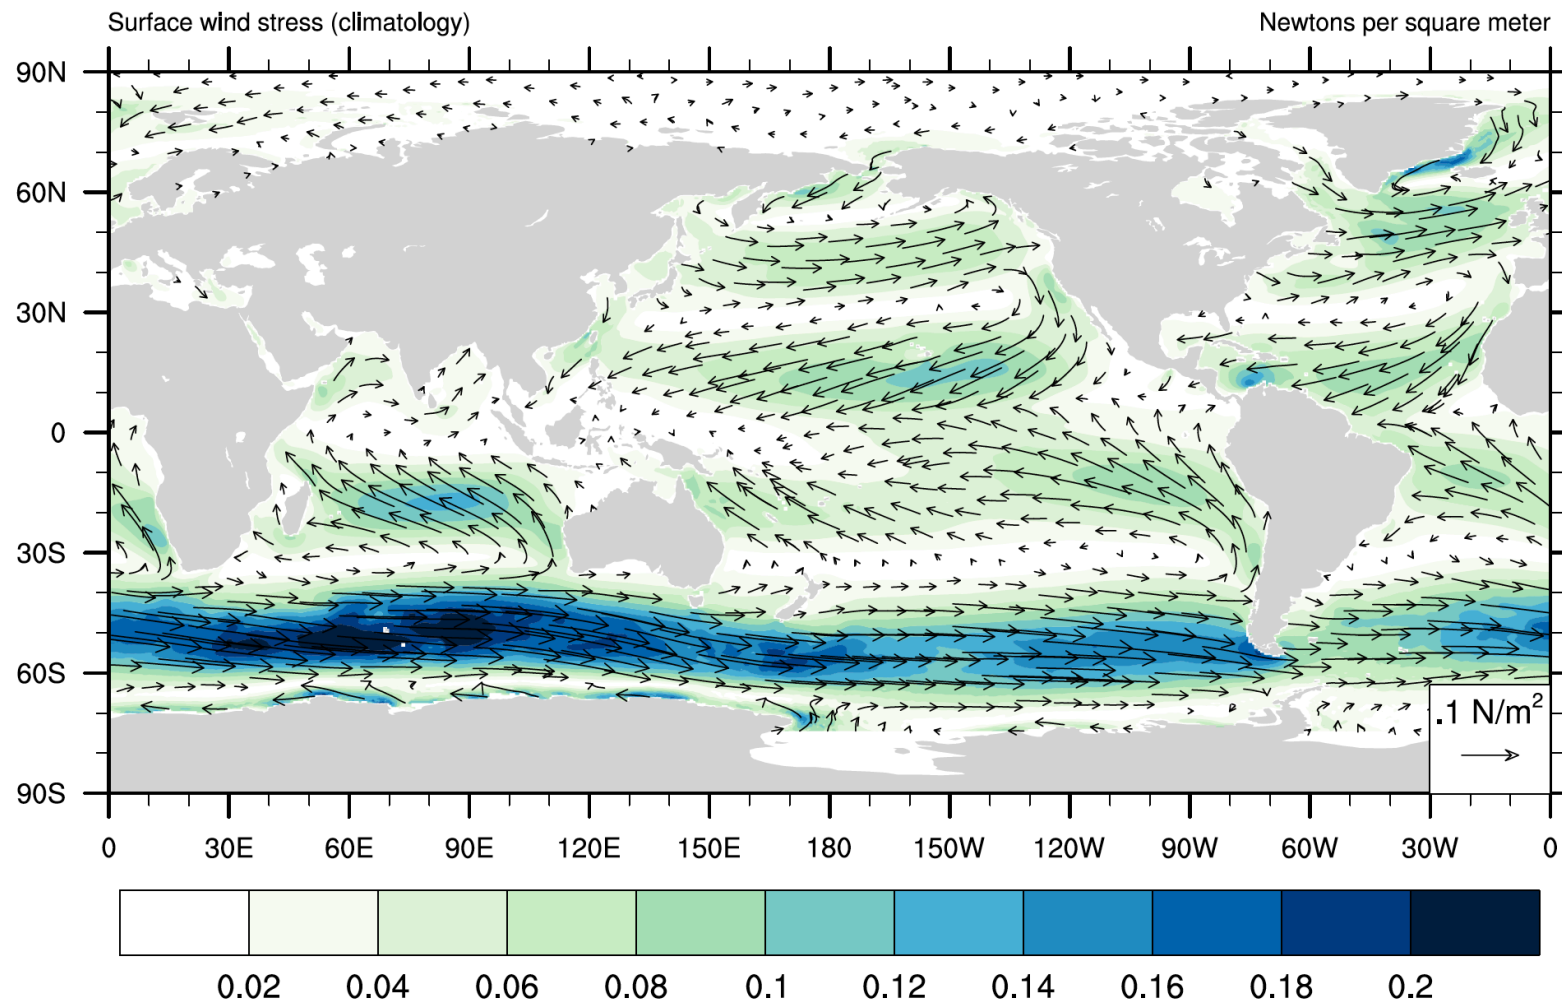 Surface wind stress (climatology) Newtons per square meter
90N
60N
30N
0
30S
60S
90S
.1 N/m²
0 30E 60E 90E 120E 150E 180 150W 120W 90W 60W 30W 0
0.02 0.04 0.06 0.08 0.1 0.12 0.14 0.16 0.18 0.2